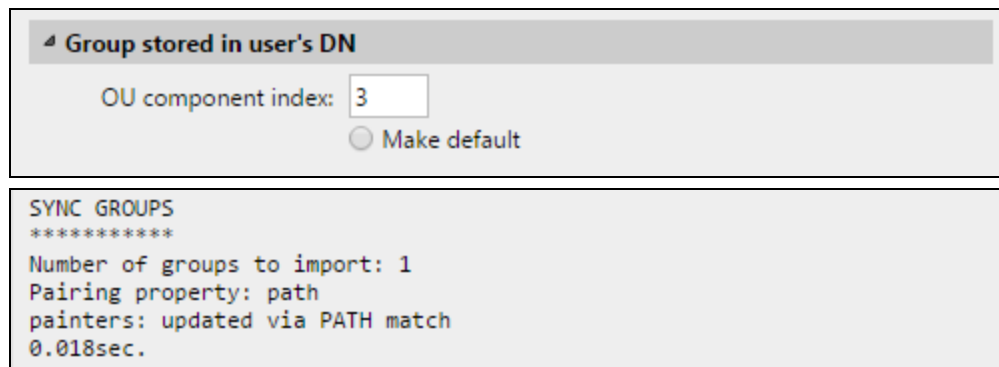 Group stored in user's DN
OU component index: 3
Make default
SYNC GROUPS
***********
Number of groups to import: 1
Pairing property: path
painters: updated via PATH match
0.018sec.